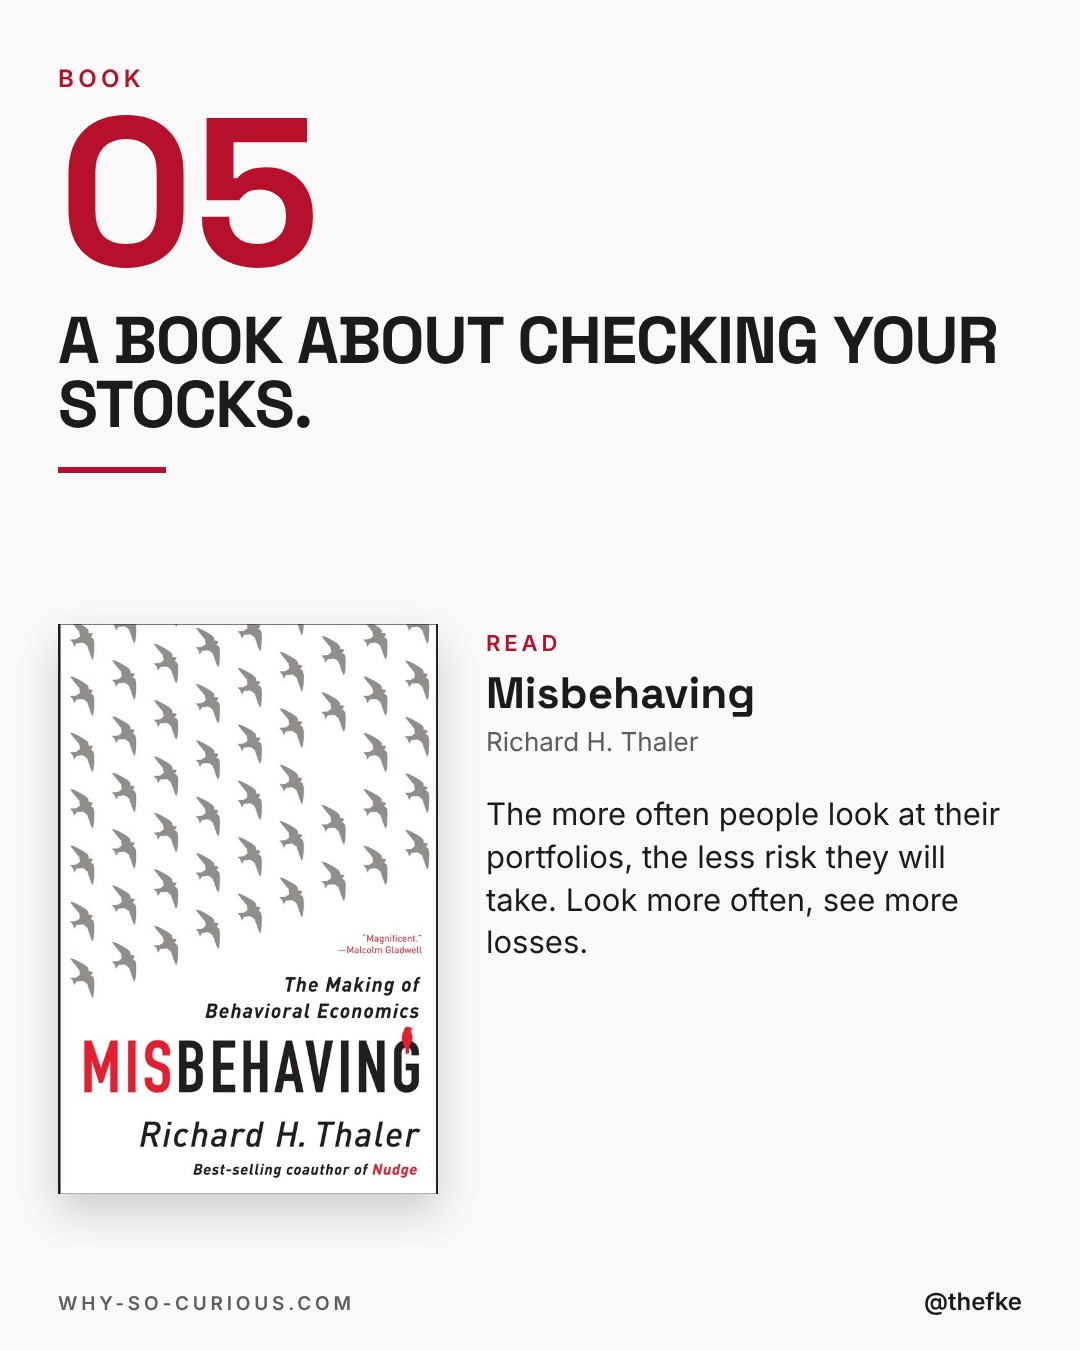 BOOK
05
A BOOK ABOUT CHECKING YOUR
STOCKS.
"Magnificent."
—Malcolm Gladwell
The Making of
Behavioral Economics
MISBEHAVING
Richard H. Thaler
Best-selling coauthor of Nudge
READ
Misbehaving
Richard H. Thaler
The more often people look at their
portfolios, the less risk they will
take. Look more often, see more
losses.
WHY-SO-CURIOUS.COM
@thefke